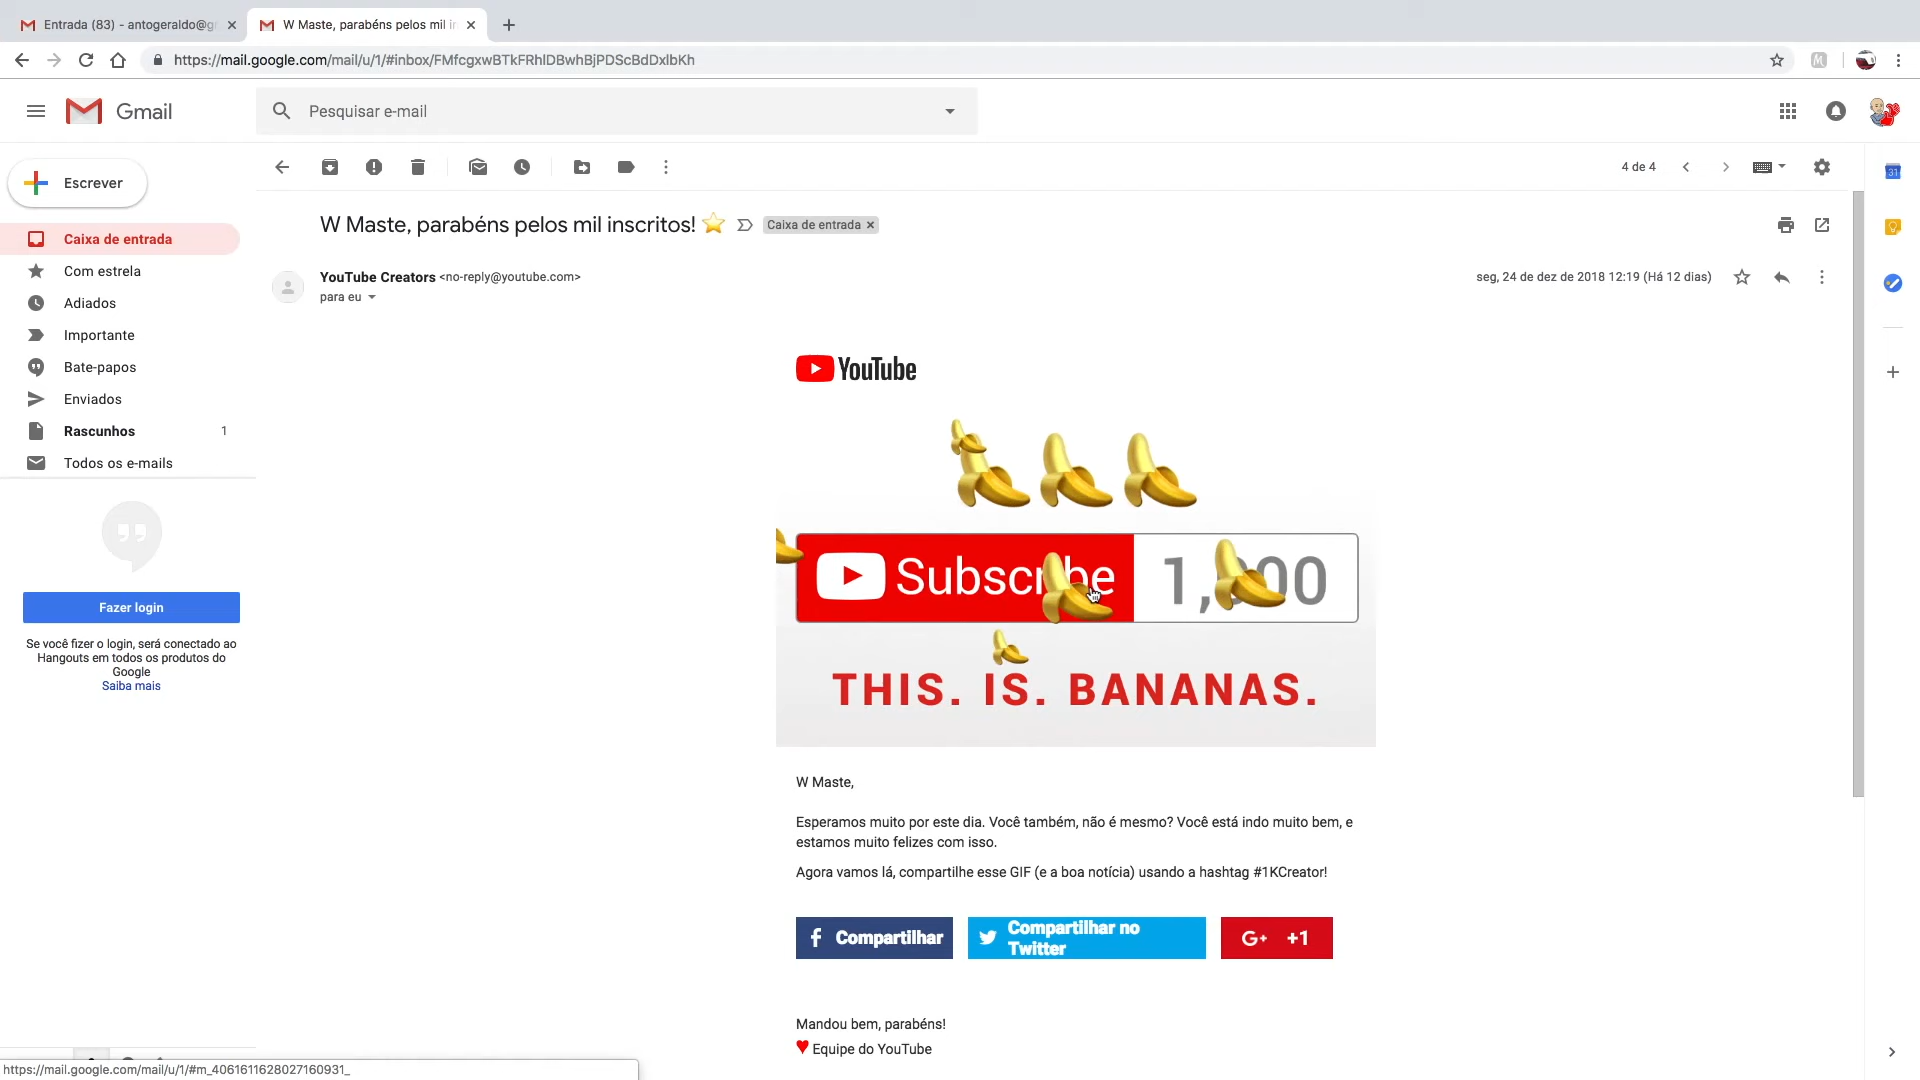 Entrada (83) - antogeraldo@g
W Maste, parabéns pelos mil in
https://mail.google.com/mail/u/1/#inbox/FMfcgxwBTkFRhlDBwhBjPDScBdDxlbKh
M
Gmail
Pesquisar e-mail
Escrever
4 de 4
31
W Maste, parabéns pelos mil inscritos! ⭐
Caixa de entrada
Caixa de entrada
Com estrela
Adiados
Importante
Bate-papos
Enviados
Rascunhos 1
Todos os e-mails
YouTube Creators <no-reply@youtube.com>
seg, 24 de dez de 2018 12:19 (Há 12 dias)
para eu
YouTube
Subscribe 1,000
THIS. IS. BANANAS.
Fazer login
Se você fizer o login, será conectado ao
Hangouts em todos os produtos do
Google
Saiba mais
W Maste,
Esperamos muito por este dia. Você também, não é mesmo? Você está indo muito bem, e
estamos muito felizes com isso.
Agora vamos lá, compartilhe esse GIF (e a boa notícia) usando a hashtag #1KCreator!
f Compartilhar
Compartilhar no
Twitter
G+ +1
Mandou bem, parabéns!
♥ Equipe do YouTube
https://mail.google.com/mail/u/1/#m_4061611628027160931_